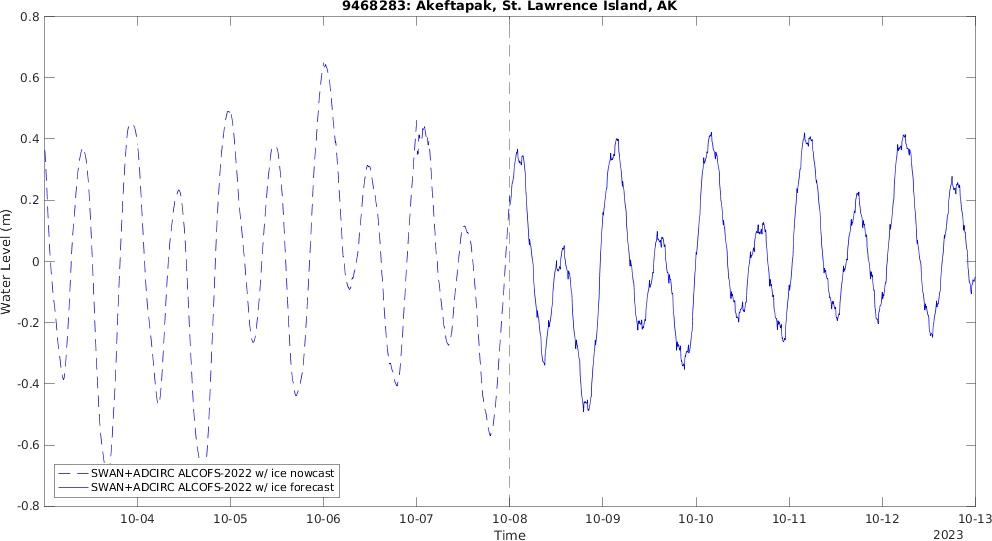 9468283: Akeftapak, St. Lawrence Island, AK
0.8
0.6
0.4
0.2
0
-0.2
-0.4
-0.6
-0.8
Water Level (m)
SWAN+ADCIRC ALCOFS-2022 w/ ice nowcast
SWAN+ADCIRC ALCOFS-2022 w/ ice forecast
10-04 10-05 10-06 10-07 10-08 10-09 10-10 10-11 10-12 10-13
Time
2023